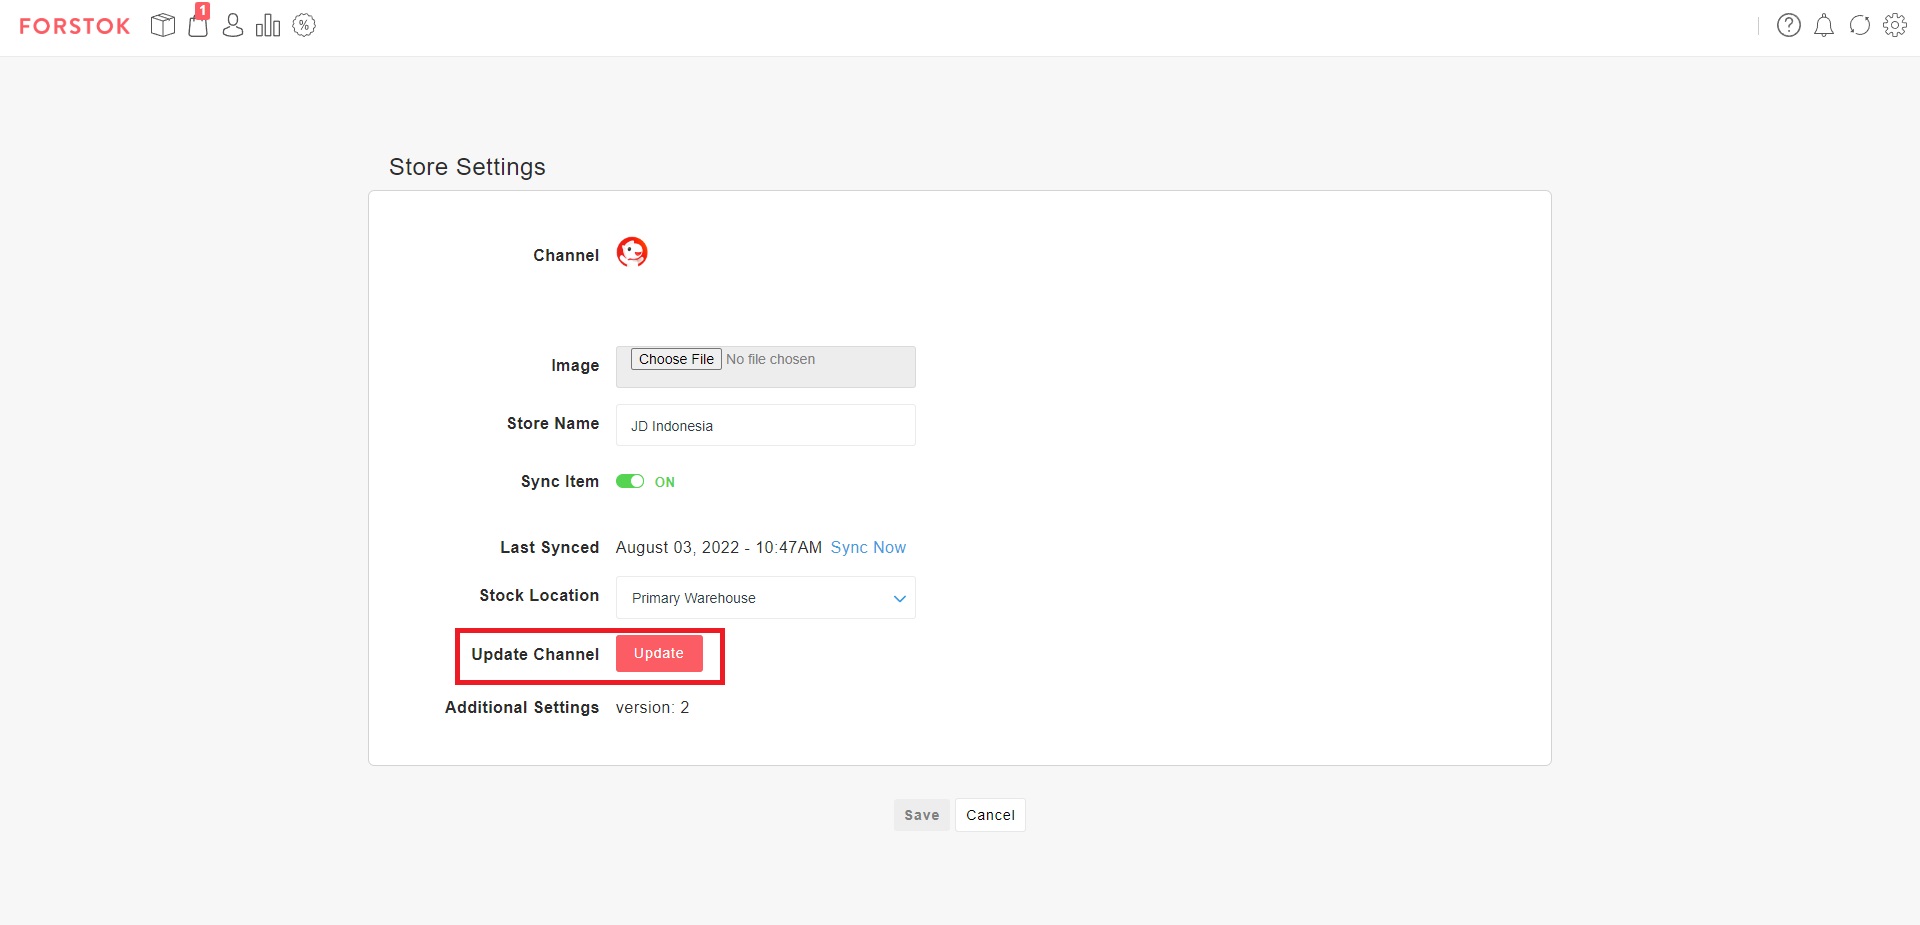 FORSTOK
1
%
?
Store Settings
Channel
Image Choose File No file chosen
Store Name JD Indonesia
Sync Item ON
Last Synced August 03, 2022 - 10:47AM Sync Now
Stock Location Primary Warehouse
Update Channel Update
Additional Settings version: 2
Save Cancel